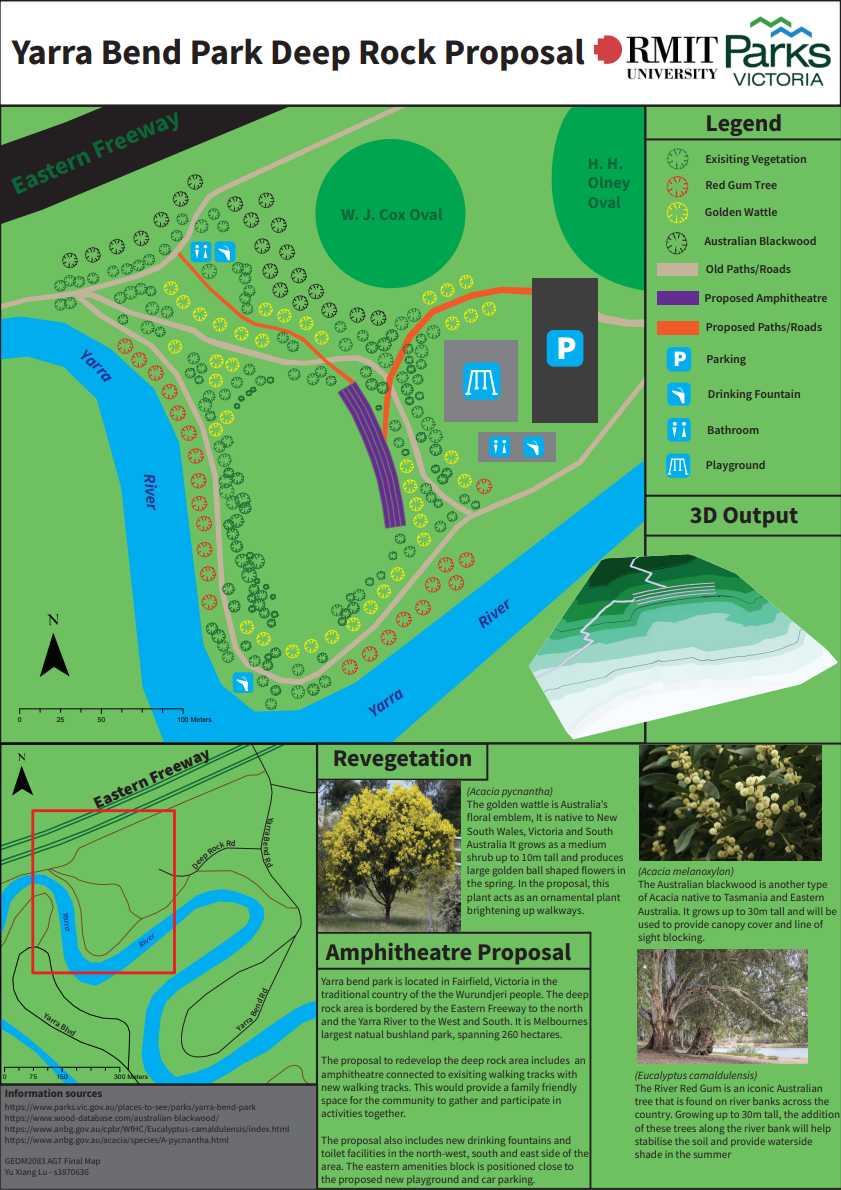 Yarra Bend Park Deep Rock Proposal
RMIT
UNIVERSITY
Parks
VICTORIA
Eastern Freeway
W. J. Cox Oval
H. H.
Olney
Oval
P
Yarra
River
River
Yarra
N
0 25 50 100 Meters
Legend
Exisiting Vegetation
Red Gum Tree
Golden Wattle
Australian Blackwood
Old Paths/Roads
Proposed Amphitheatre
Proposed Paths/Roads
P Parking
Drinking Fountain
Bathroom
Playground
3D Output
N
Eastern Freeway
Deep Rock Rd
Yarra Bend Rd
Yarra
River
Yarra Blvd
Yarra Bend Rd
0 75 150 300 Meters
Information sources
https://www.parks.vic.gov.au/places-to-see/parks/yarra-bend-park
https://www.wood-database.com/australian-blackwood/
https://www.anbg.gov.au/cpbr/WfHC/Eucalyptus-camaldulensis/index.html
https://www.anbg.gov.au/acacia/species/A-pycnantha.html
GEOM2083 AGT Final Map
Yu Xiang Lu - s3870636
Revegetation
(Acacia pycnantha)
The golden wattle is Australia's
floral emblem, It is native to New
South Wales, Victoria and South
Australia It grows as a medium
shrub up to 10m tall and produces
large golden ball shaped flowers in
the spring. In the proposal, this
plant acts as an ornamental plant
brightening up walkways.
Amphitheatre Proposal
Yarra bend park is located in Fairfield, Victoria in the
traditional country of the the Wurundjeri people. The deep
rock area is bordered by the Eastern Freeway to the north
and the Yarra River to the West and South. It is Melbournes
largest natual bushland park, spanning 260 hectares.
The proposal to redevelop the deep rock area includes an
amphitheatre connected to exisiting walking tracks with
new walking tracks. This would provide a family friendly
space for the community to gather and participate in
activities together.
The proposal also includes new drinking fountains and
toilet facilities in the north-west, south and east side of the
area. The eastern amenities block is positioned close to
the proposed new playground and car parking.
(Acacia melanoxylon)
The Australian blackwood is another type
of Acacia native to Tasmania and Eastern
Australia. It grows up to 30m tall and will be
used to provide canopy cover and line of
sight blocking.
(Eucalyptus camaldulensis)
The River Red Gum is an iconic Australian
tree that is found on river banks across the
country. Growing up to 30m tall, the addition
of these trees along the river bank will help
stabilise the soil and provide waterside
shade in the summer